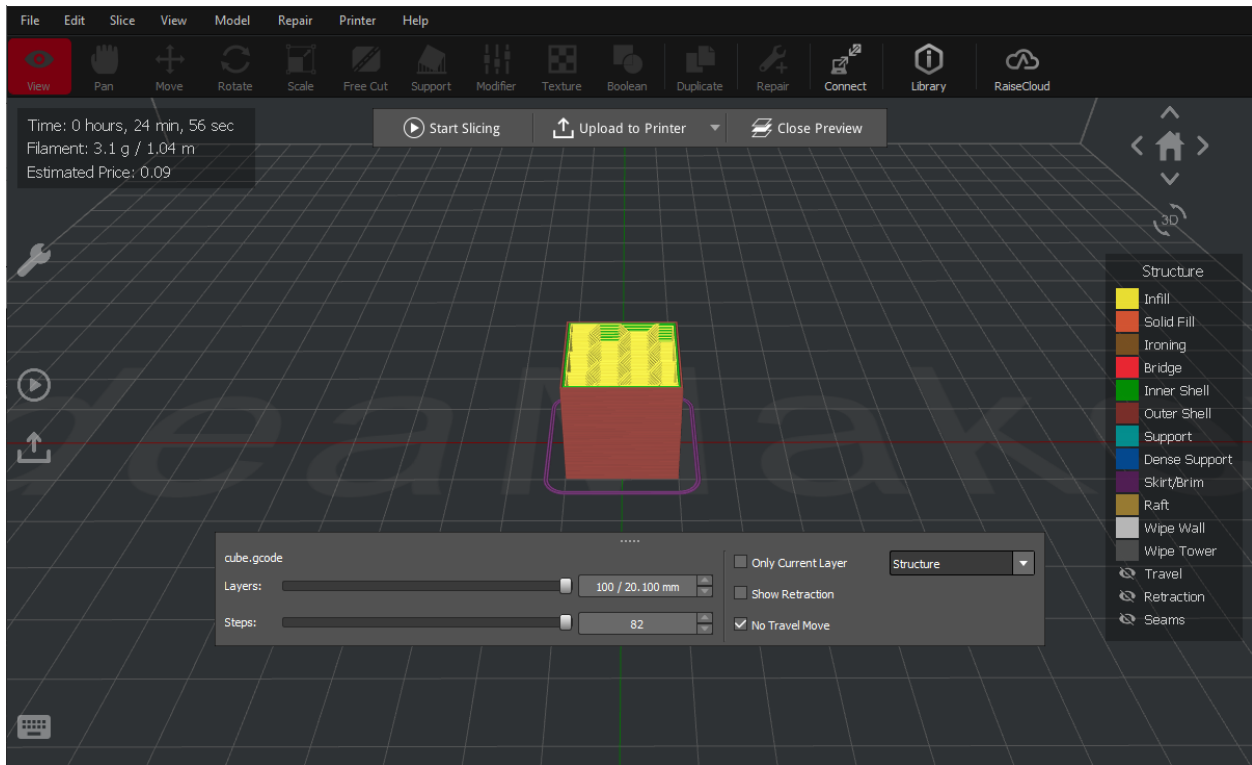 File Edit Slice View Model Repair Printer Help
View Pan Move Rotate Scale Free Cut Support Modifier Texture Boolean Duplicate Repair Connect Library RaiseCloud
Time: 0 hours, 24 min, 56 sec
Filament: 3.1 g / 1.04 m
Estimated Price: 0.09
Start Slicing Upload to Printer Close Preview
3D
Structure
Infill
Solid Fill
Ironing
Bridge
Inner Shell
Outer Shell
Support
Dense Support
Skirt/Brim
Raft
Wipe Wall
Wipe Tower
Travel
Retraction
Seams
ideaMaker
cube.gcode
Layers: 100 / 20.100 mm
Steps: 82
Only Current Layer Structure
Show Retraction
No Travel Move